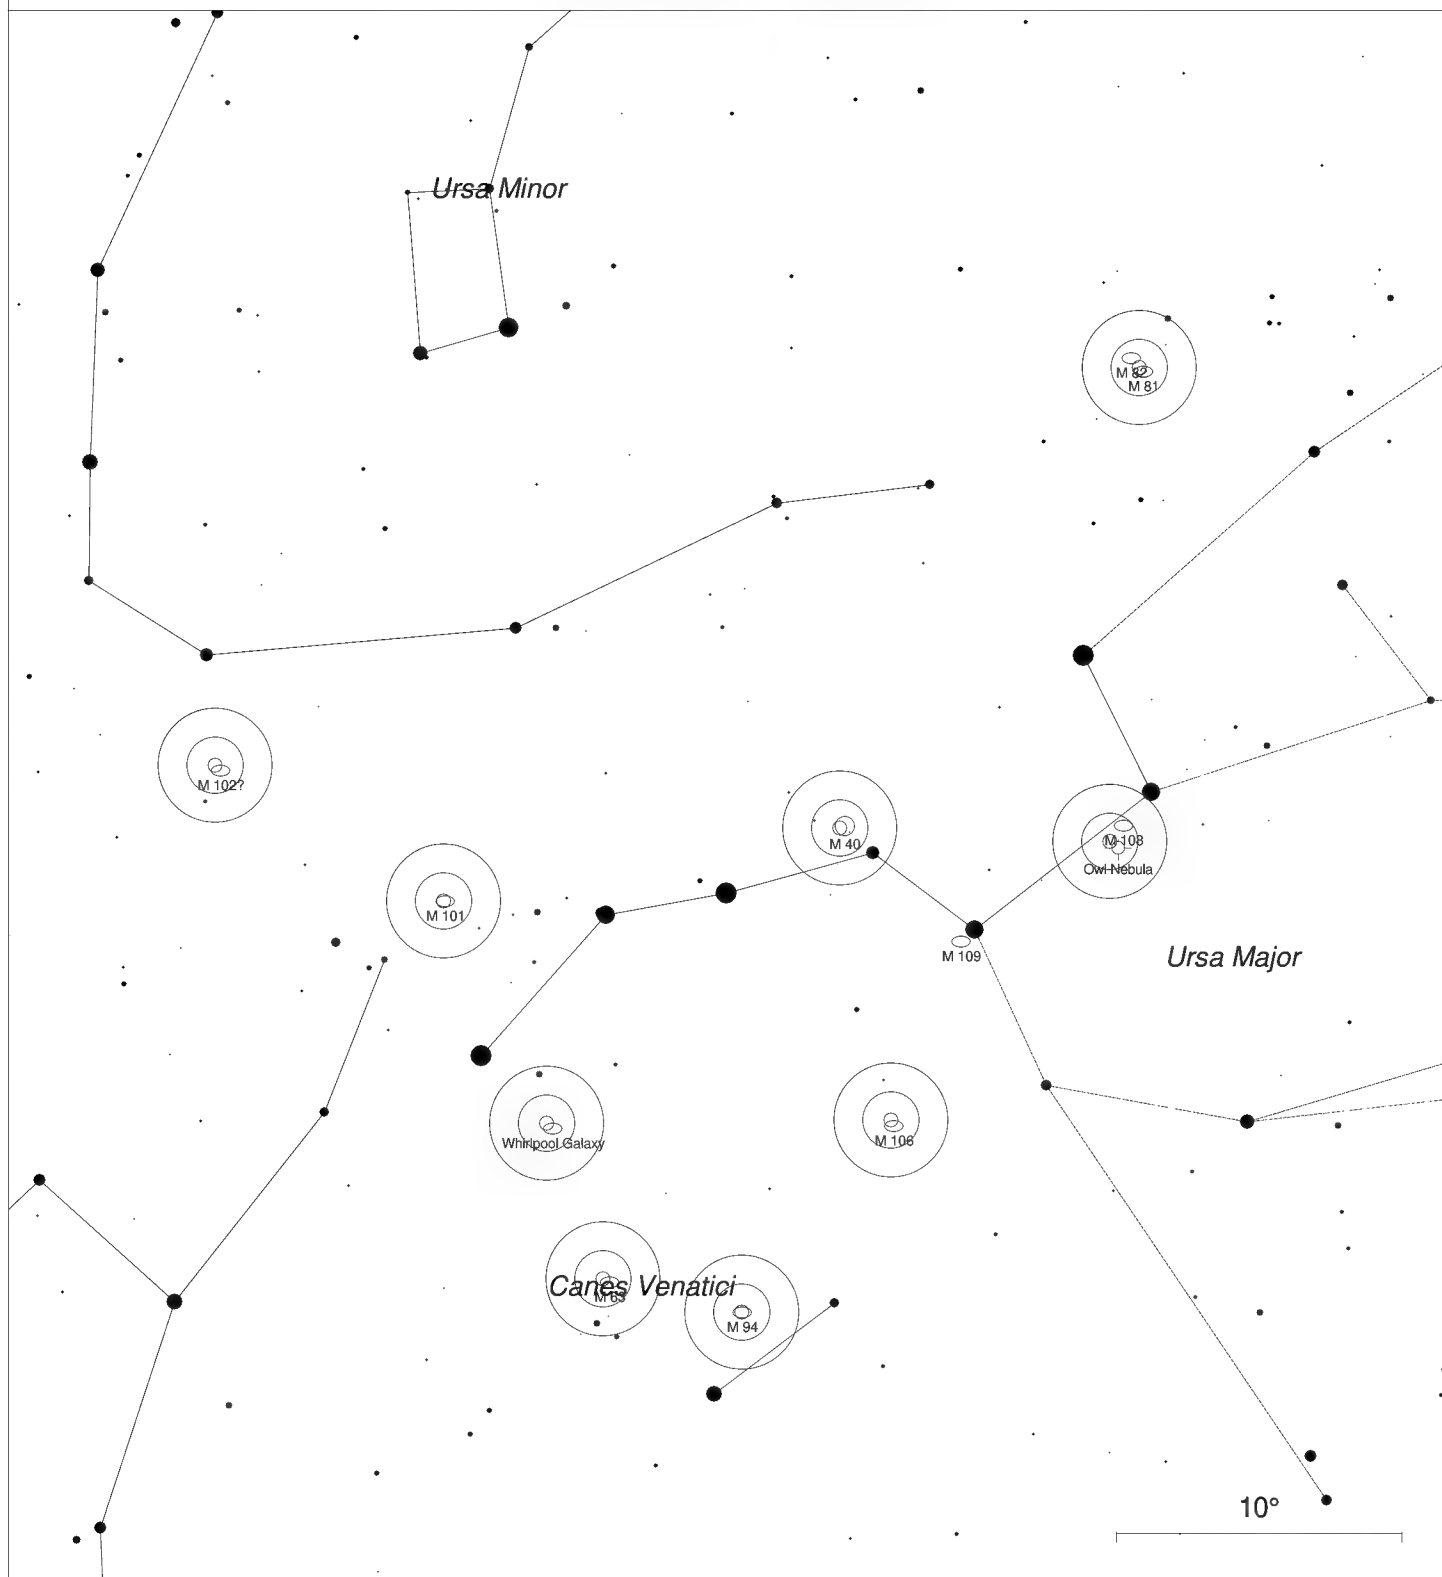 Ursa Minor
M 82
M 81
M 102?
M 40
M 108
Owl Nebula
M 101
M 109
Ursa Major
Whirlpool Galaxy
M 106
Canes Venatici
M 63
M 94
10°